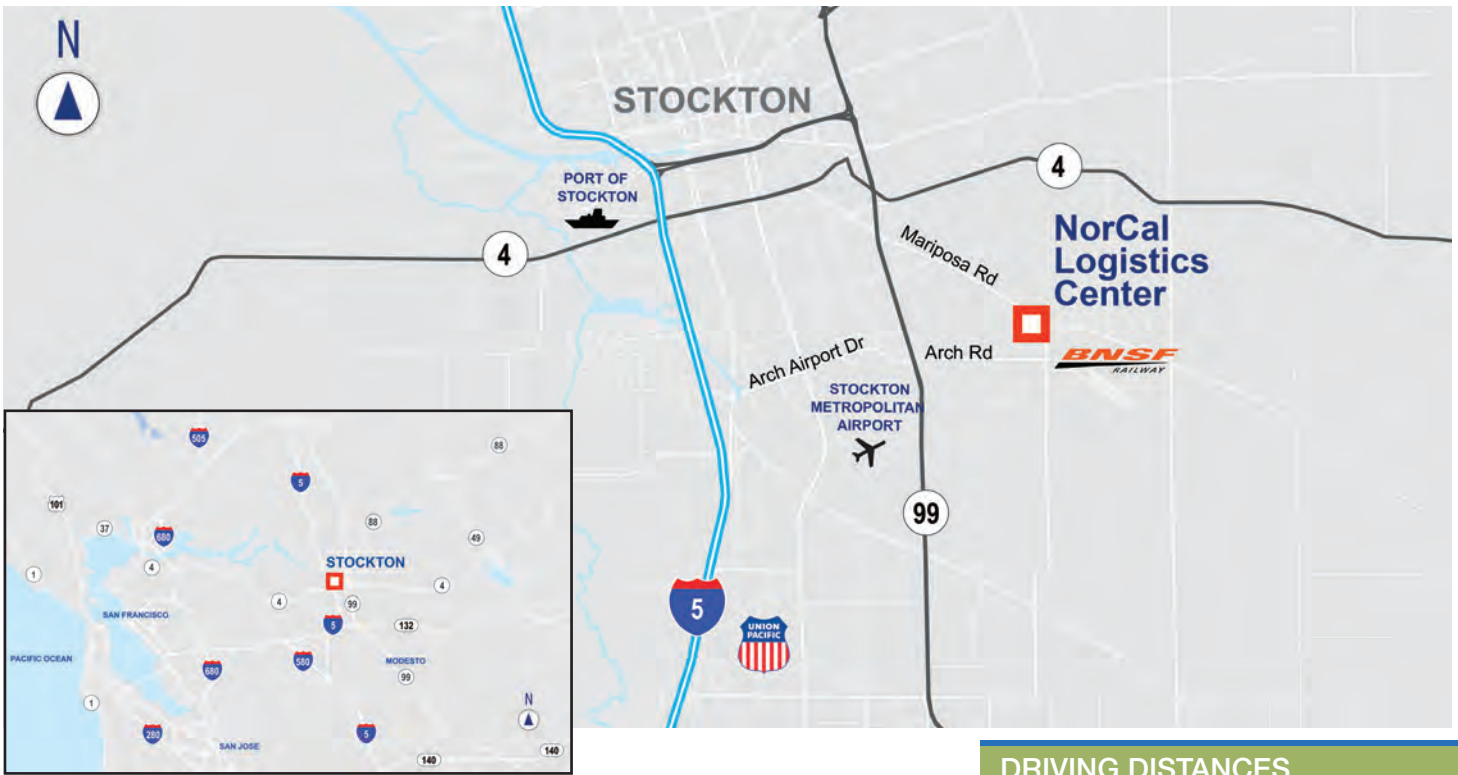 N
STOCKTON
PORT OF
STOCKTON
4
4
Mariposa Rd
NorCal
Logistics
Center
Arch Airport Dr
Arch Rd
BNSF
RAILWAY
STOCKTON
METROPOLITAN
AIRPORT
99
5
UNION
PACIFIC
505
88
5
101
37
88
680
49
4
STOCKTON
1
4
4
99
SAN FRANCISCO
5
132
PACIFIC OCEAN
680
580
MODESTO
99
1
N
280
5
SAN JOSE
140
140
DRIVING DISTANCES